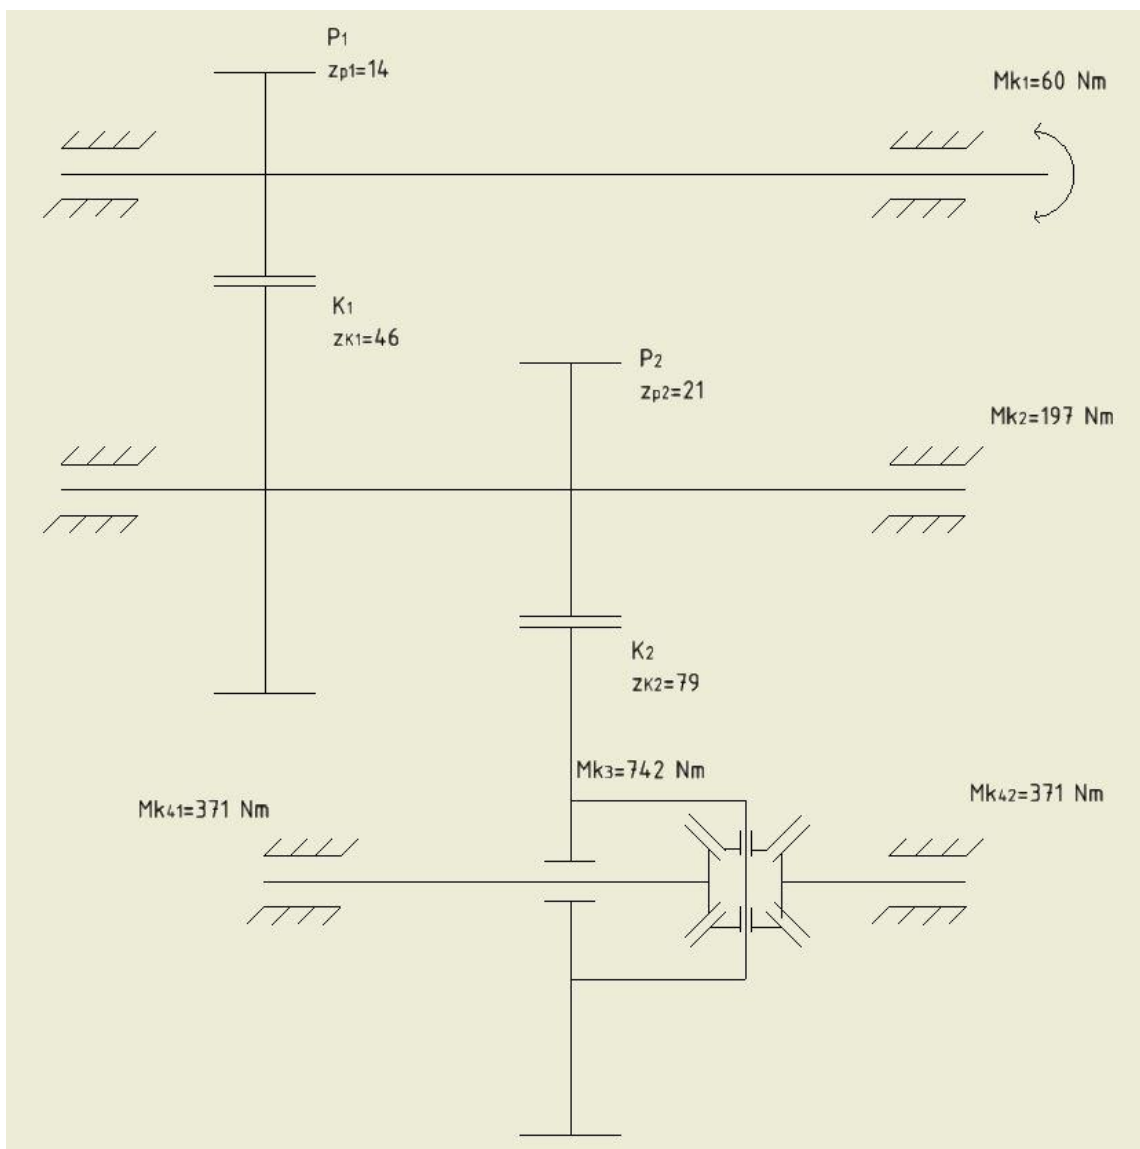 P1
zp1=14
Mk1=60 Nm
K1
zK1=46
P2
zp2=21
Mk2=197 Nm
K2
zK2=79
Mk3=742 Nm
Mk41=371 Nm
Mk42=371 Nm